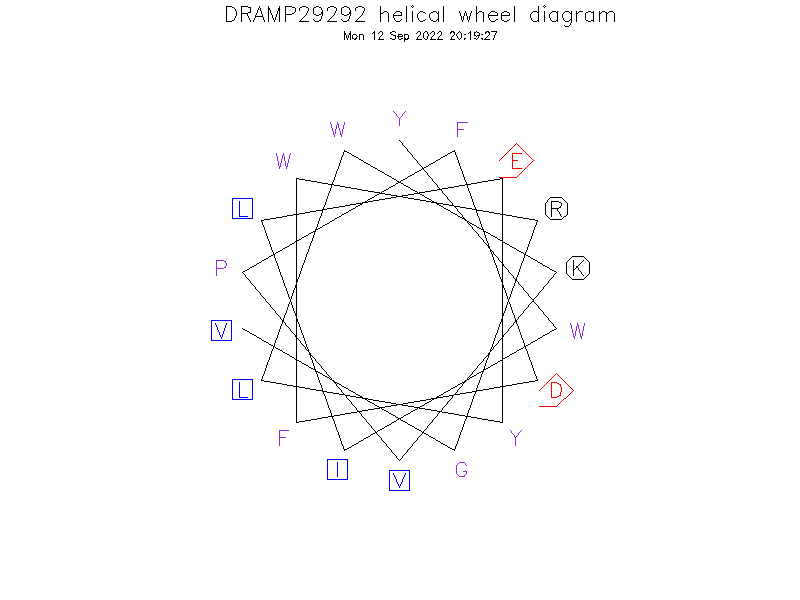 DRAMP29292 helical wheel diagram
Mon 12 Sep 2022 20:19:27
Y
W F
W E
L R
P K
V W
L D
F Y
I G
V